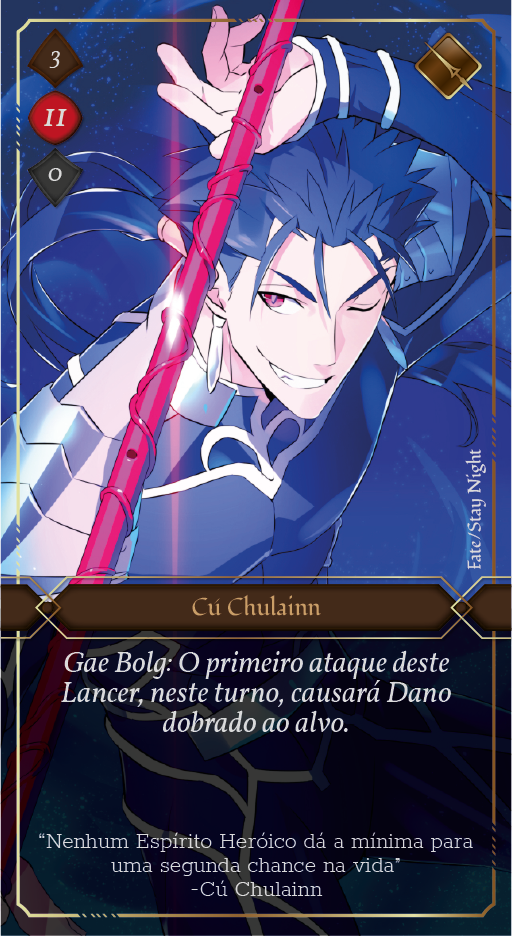 3
II
0
Fate/Stay Night
Cú Chulainn
Gae Bolg: O primeiro ataque deste
Lancer, neste turno, causará Dano
dobrado ao alvo.
“Nenhum Espírito Heróico dá a mínima para
uma segunda chance na vida”
-Cú Chulainn